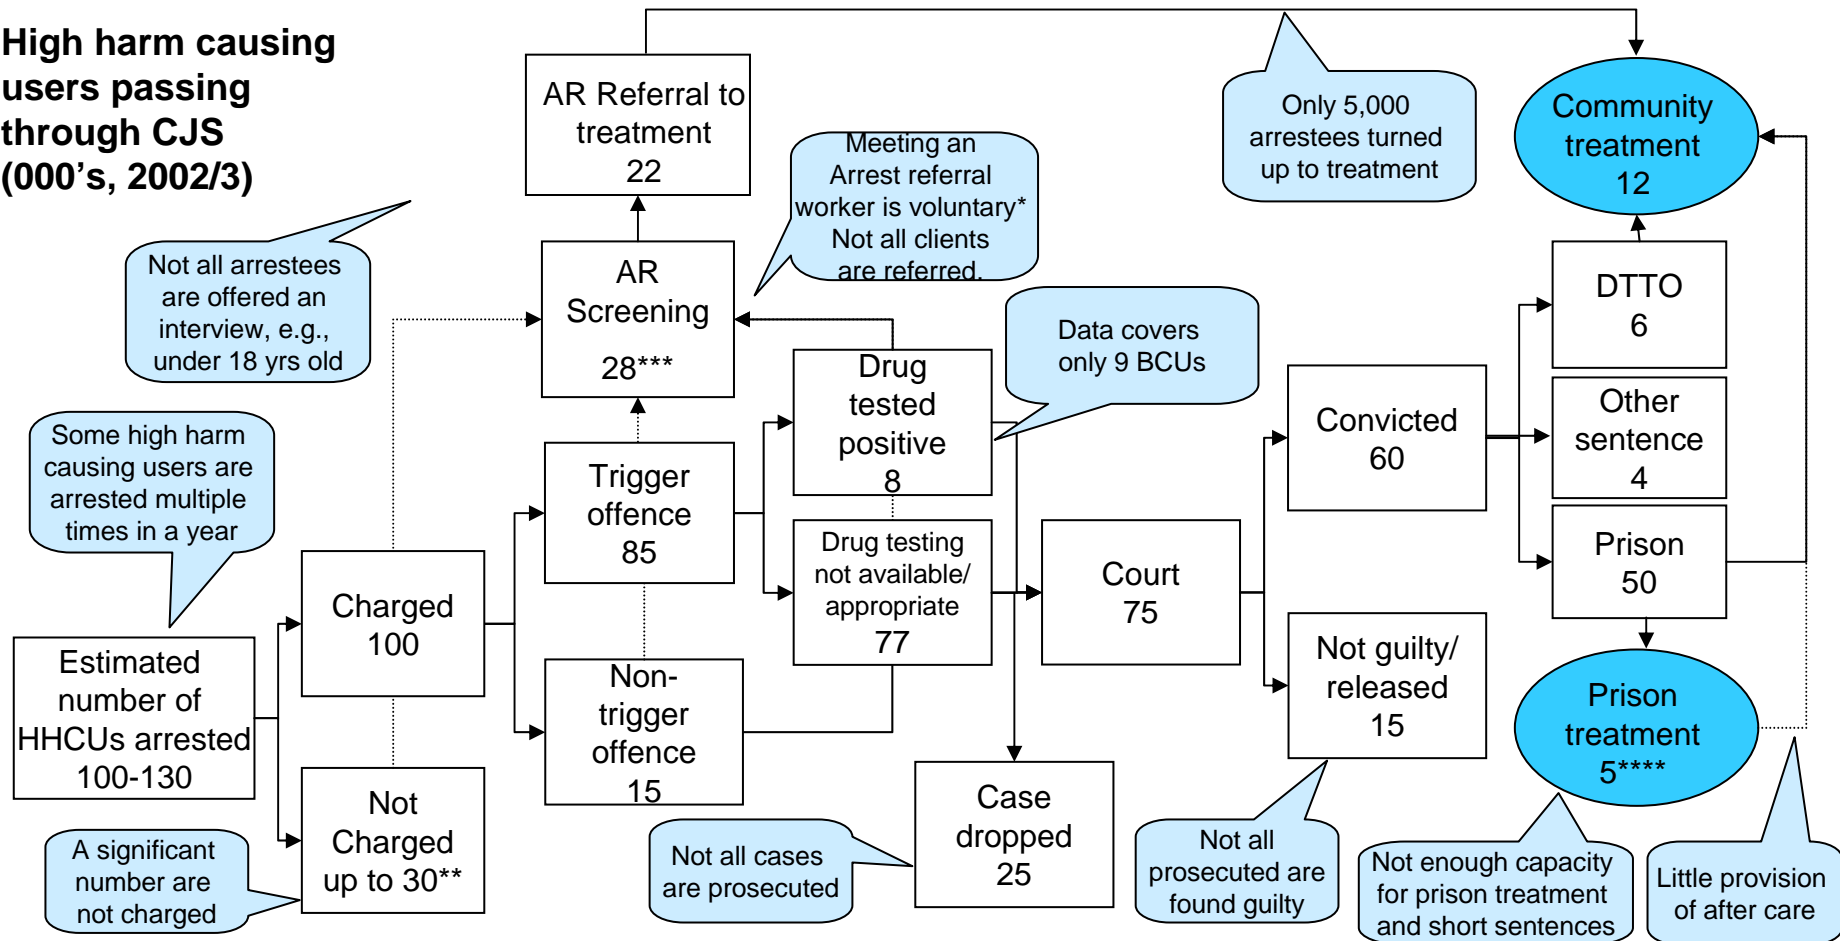 High harm causing
users passing
through CJS
(000's, 2002/3)
AR Referral to
treatment
22
Meeting an
Arrest referral
worker is voluntary*
Not all clients
are referred.
Only 5,000
arrestees turned
up to treatment
Community
treatment
12
Not all arrestees
are offered an
interview, e.g.,
under 18 yrs old
AR
Screening
28***
Data covers
only 9 BCUs
DTTO
6
Some high harm
causing users are
arrested multiple
times in a year
Trigger
offence
85
Drug
tested
positive
8
Convicted
60
Other
sentence
4
Estimated
number of
HHCUs arrested
100-130
Charged
100
Drug testing
not available/
appropriate
77
Court
75
Prison
50
Non-
trigger
offence
15
Not guilty/
released
15
Prison
treatment
5****
Not
Charged
up to 30**
Case
dropped
25
A significant
number are
not charged
Not all cases
are prosecuted
Not all
prosecuted are
found guilty
Not enough capacity
for prison treatment
and short sentences
Little provision
of after care